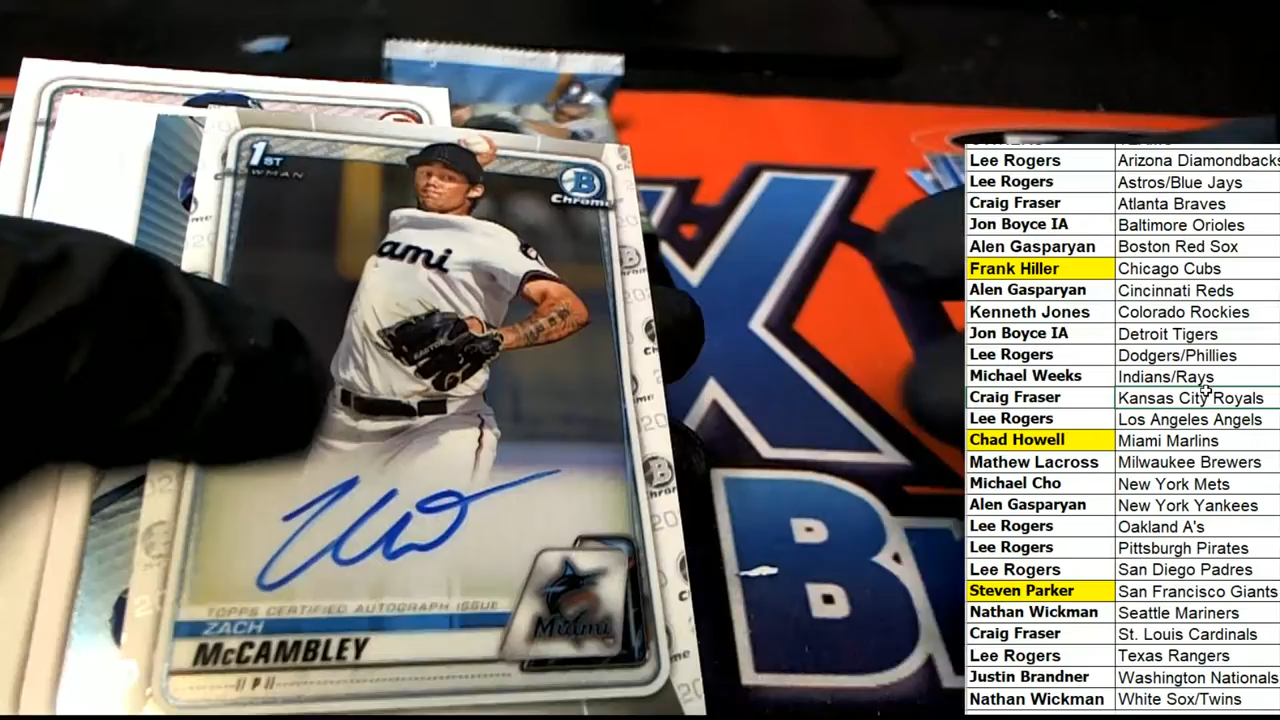 1ST
BOWMAN
B
Chrome
ami
EASTON
TOPPS CERTIFIED AUTOGRAPH ISSUE
ZACH
McCAMBLEY
Miami
// P //
X
B
Lee Rogers Arizona Diamondbacks
Lee Rogers Astros/Blue Jays
Craig Fraser Atlanta Braves
Jon Boyce IA Baltimore Orioles
Alen Gasparyan Boston Red Sox
Frank Hiller Chicago Cubs
Alen Gasparyan Cincinnati Reds
Kenneth Jones Colorado Rockies
Jon Boyce IA Detroit Tigers
Lee Rogers Dodgers/Phillies
Michael Weeks Indians/Rays
Craig Fraser Kansas City Royals
Lee Rogers Los Angeles Angels
Chad Howell Miami Marlins
Mathew Lacross Milwaukee Brewers
Michael Cho New York Mets
Alen Gasparyan New York Yankees
Lee Rogers Oakland A's
Lee Rogers Pittsburgh Pirates
Lee Rogers San Diego Padres
Steven Parker San Francisco Giants
Nathan Wickman Seattle Mariners
Craig Fraser St. Louis Cardinals
Lee Rogers Texas Rangers
Justin Brandner Washington Nationals
Nathan Wickman White Sox/Twins